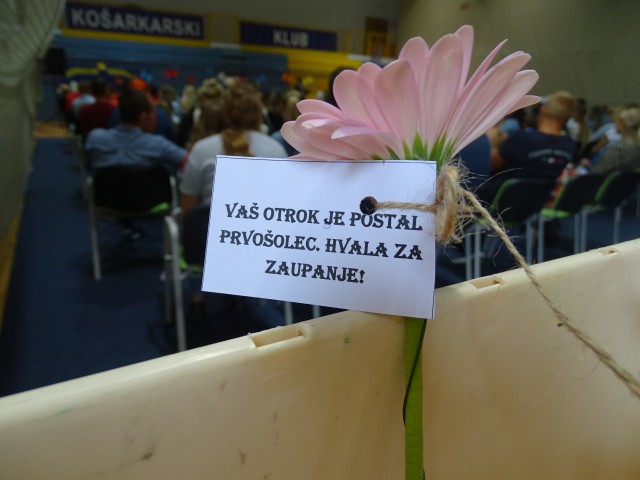 KOŠARKARSKI
KLUB
VAŠ OTROK JE POSTAL
PRVOŠOLEC. HVALA ZA
ZAUPANJE!